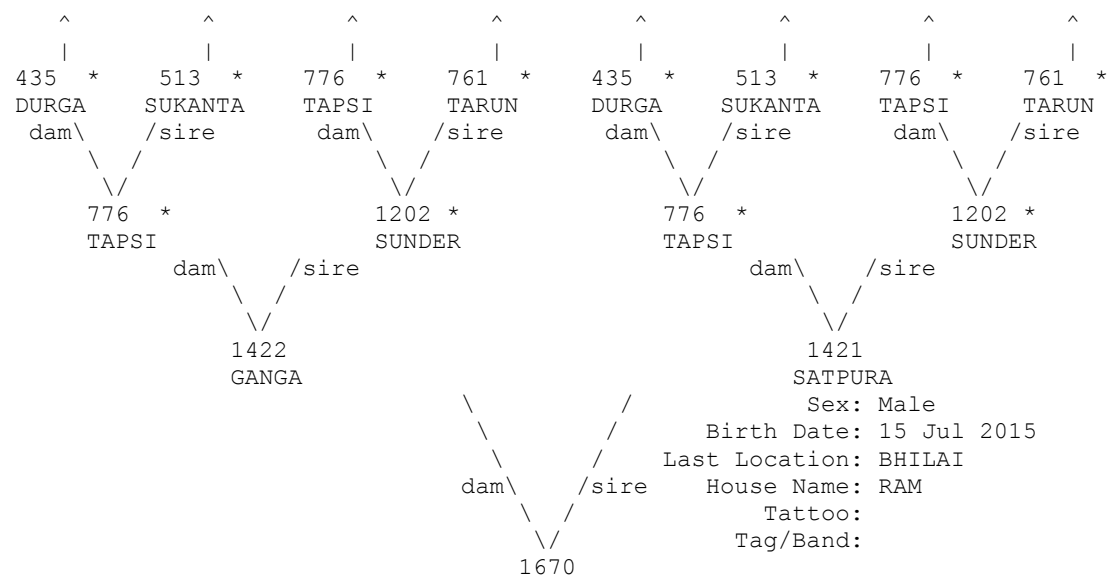 ^ ^ ^ ^ ^ ^ ^ ^
| | | | | | | |
435 * 513 * 776 * 761 * 435 * 513 * 776 * 761 *
DURGA SUKANTA TAPSI TARUN DURGA SUKANTA TAPSI TARUN
dam\ /sire dam\ /sire dam\ /sire dam\ /sire
\ / \ / \ / \ /
\/ \/ \/ \/
776 * 1202 * 776 * 1202 *
TAPSI SUNDER TAPSI SUNDER
dam\ /sire dam\ /sire
\ / \ /
\/ \/
1422 1421
GANGA SATPURA
\ / Sex: Male
\ / Birth Date: 15 Jul 2015
\ / Last Location: BHILAI
dam\ /sire House Name: RAM
\ / Tattoo:
\/ Tag/Band:
1670